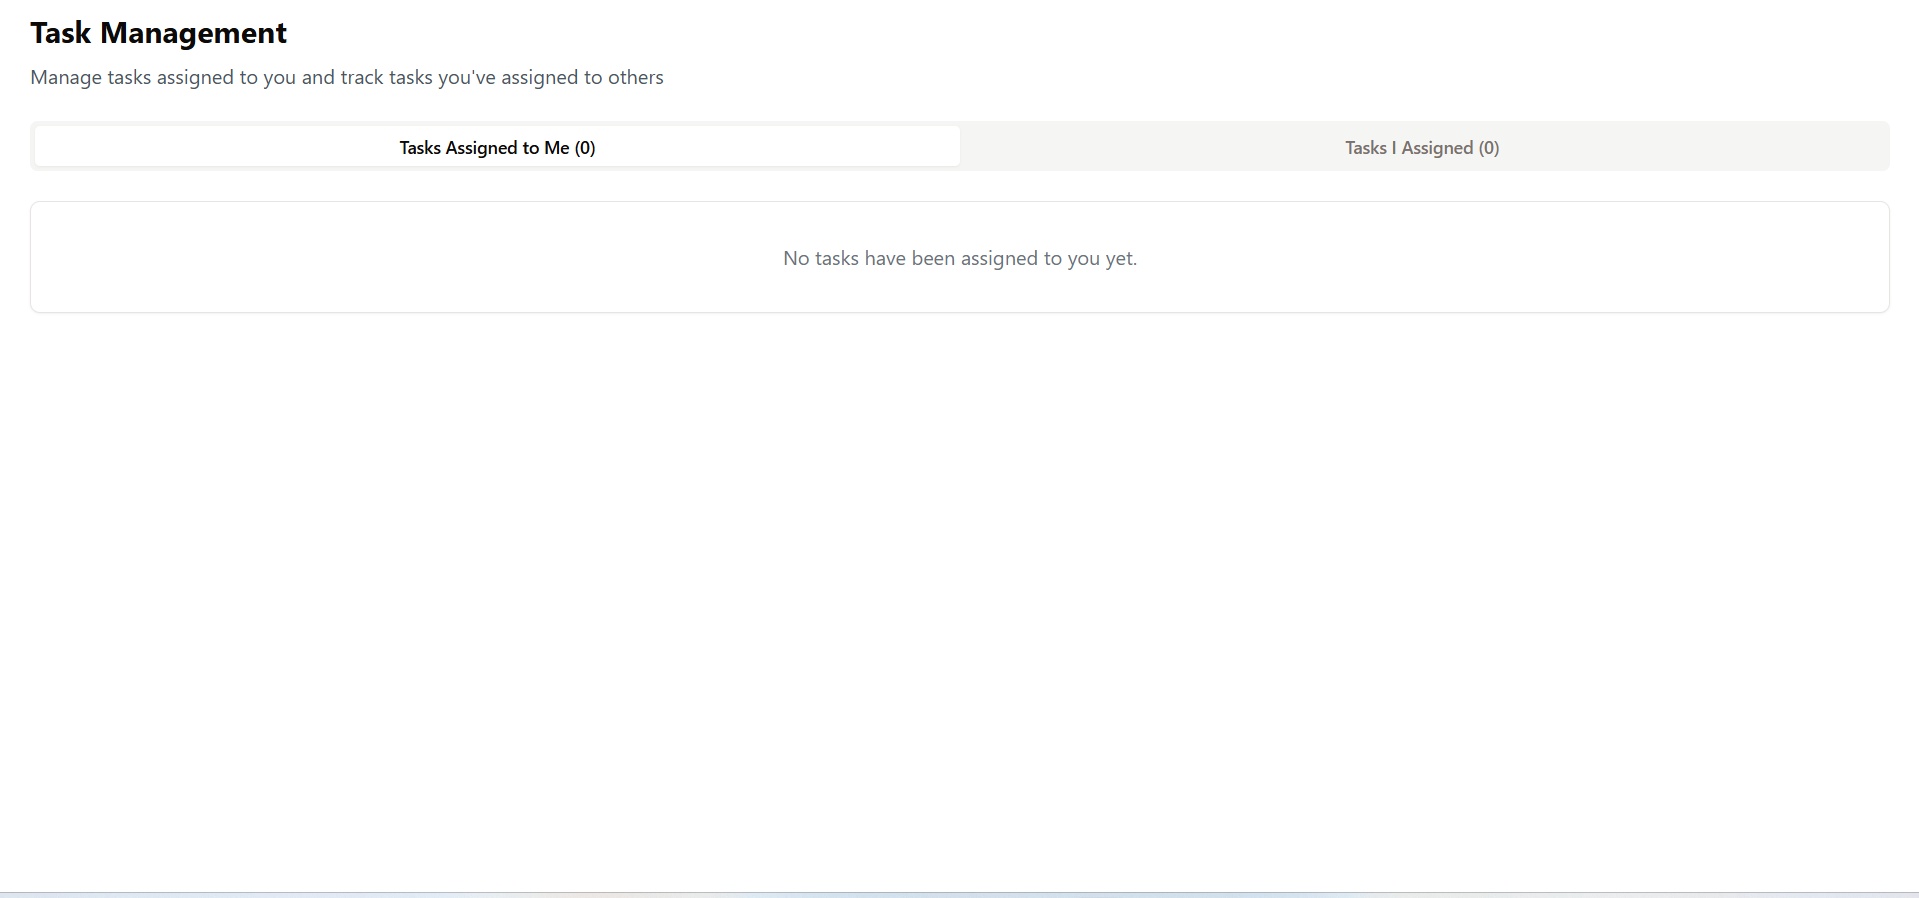 Task Management
Manage tasks assigned to you and track tasks you've assigned to others
Tasks Assigned to Me (0)
Tasks I Assigned (0)
No tasks have been assigned to you yet.